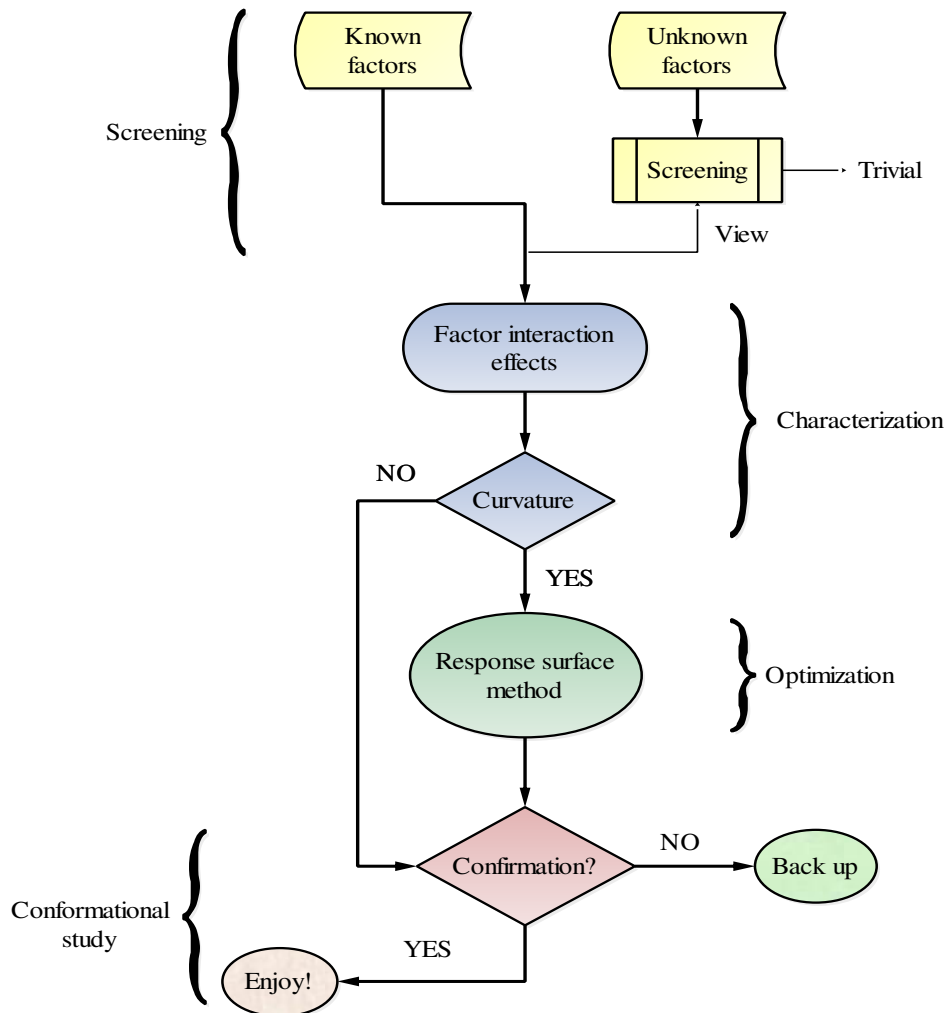 Known
factors
Unknown
factors
Screening
Screening
Trivial
View
Factor interaction
effects
Characterization
NO
Curvature
YES
Response surface
method
Optimization
Confirmation?
NO
Back up
Conformational
study
YES
Enjoy!